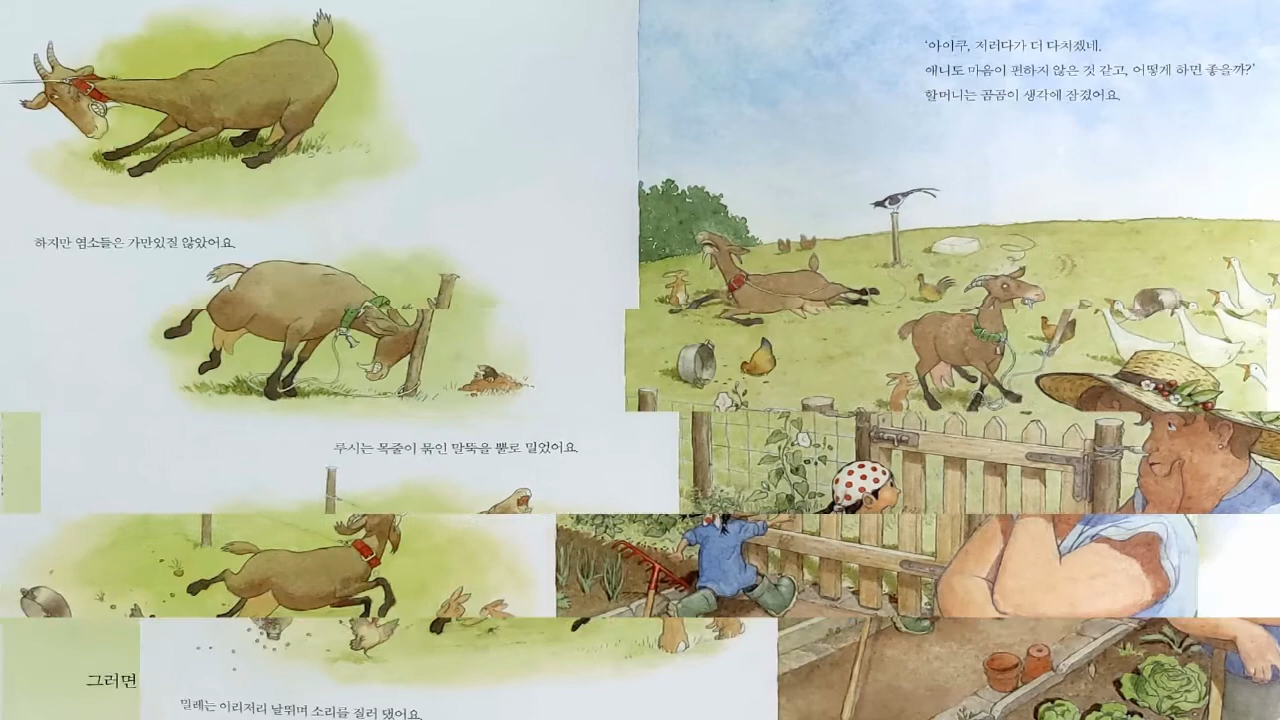 하지만 염소들은 가만있질 않았어요.
루시는 목줄이 묶인 말뚝을 뿔로 밀었어요.
그러면
밀레는 이리저리 날뛰며 소리를 질러 댔어요.
'아이쿠, 저러다가 더 다치겠네.
애니도 마음이 편하지 않은 것 같고, 어떻게 하면 좋을까?'
할머니는 곰곰이 생각에 잠겼어요.